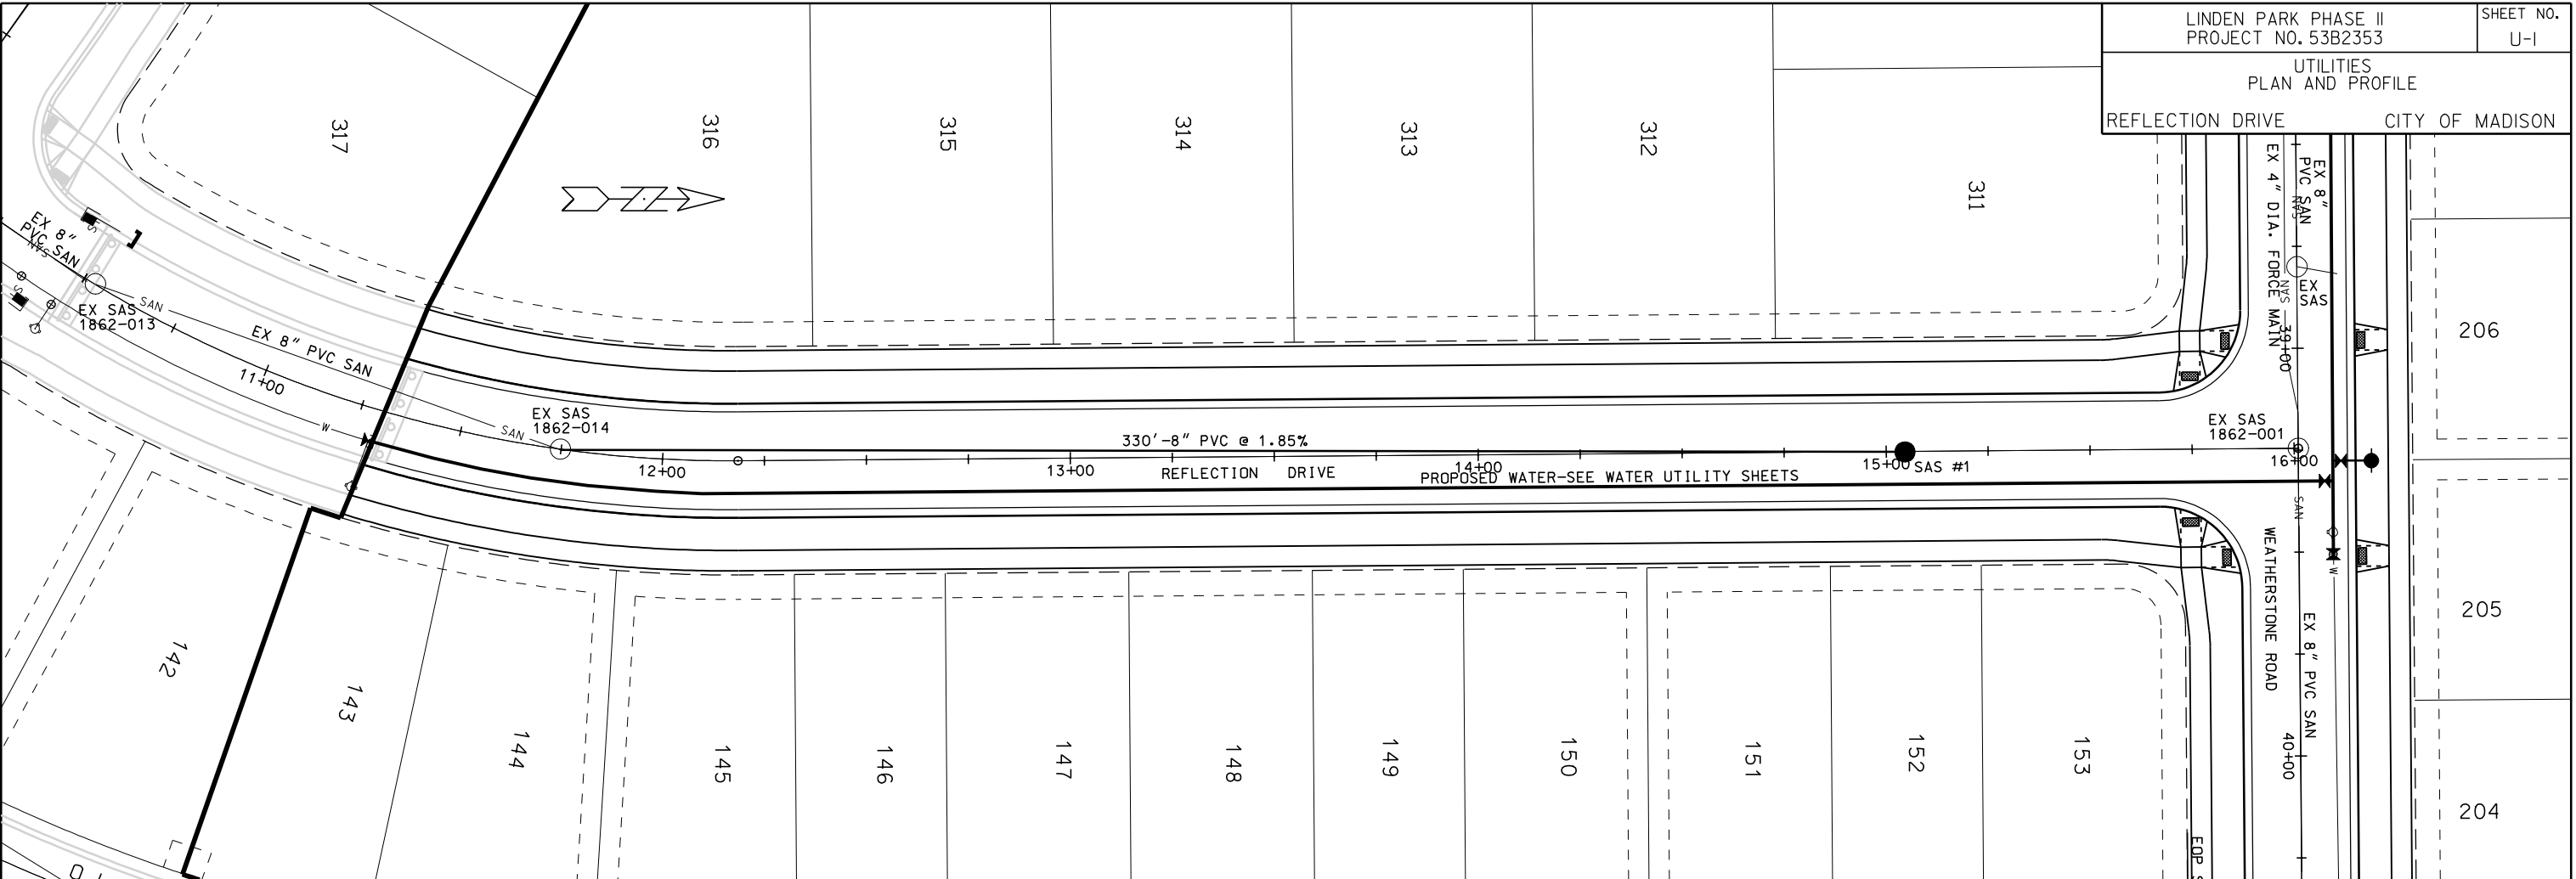 LINDEN PARK PHASE II
PROJECT NO. 53B2353
SHEET NO.
U-1
UTILITIES
PLAN AND PROFILE
REFLECTION DRIVE
CITY OF MADISON
317
316
315
314
313
312
311
206
205
204
EX 8"
PVC SAN
SAN
S
S
EX SAS
1862-013
SAN
EX 8" PVC SAN
11+00
W
SAN
EX SAS
1862-014
12+00
330'-8" PVC @ 1.85%
13+00
REFLECTION DRIVE
14+00
PROPOSED WATER-SEE WATER UTILITY SHEETS
15+00
SAS #1
EX SAS
1862-001
16+00
EX 4" DIA. FORCE MAIN
EX 8"
PVC SAN
SAN
SAN
EX
SAS
39+00
SAN
W
WEATHERSTONE ROAD
EX 8" PVC SAN
40+00
142
143
144
145
146
147
148
149
150
151
152
153
EOP